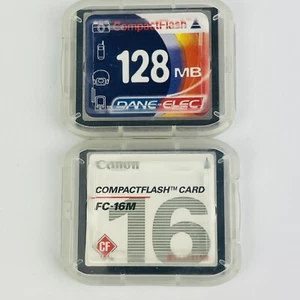 CompactFlash
128 MB
DANE-ELEC
Canon
COMPACTFLASH™ CARD
FC-16M
16
CF